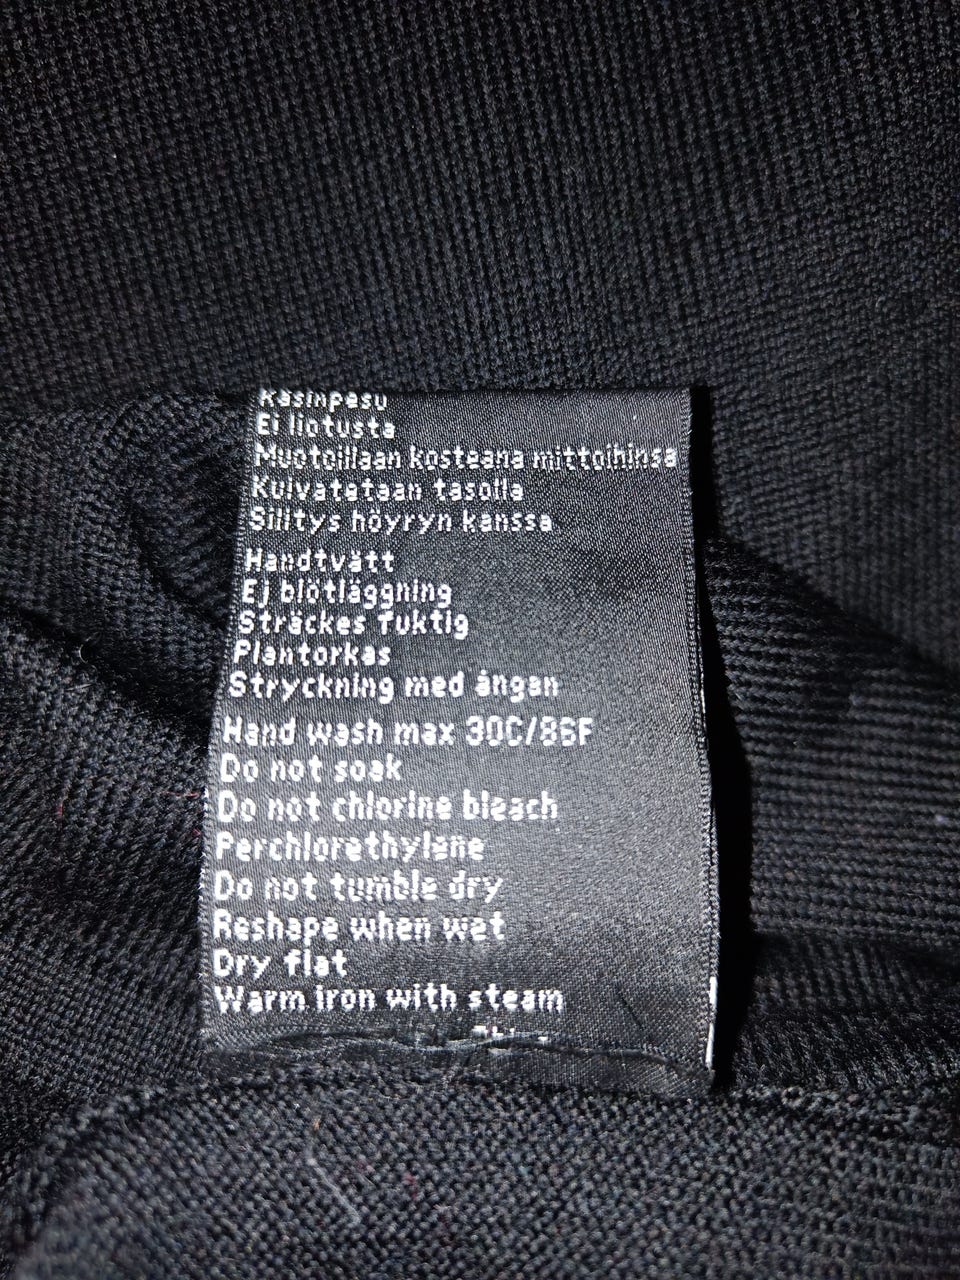 Käsinpesu
Ei liotusta
Muotoillaan kosteana mittoihinsa
Kuivatataan tasolla
Silitys höyryn kanssa
Handtvätt
Ej blötläggning
Sträckes fuktig
Plantorkas
Strykning med ångan
Hand wash max 30C/86F
Do not soak
Do not chlorine bleach
Perchlorethylene
Do not tumble dry
Reshape when wet
Dry flat
Warm iron with steam